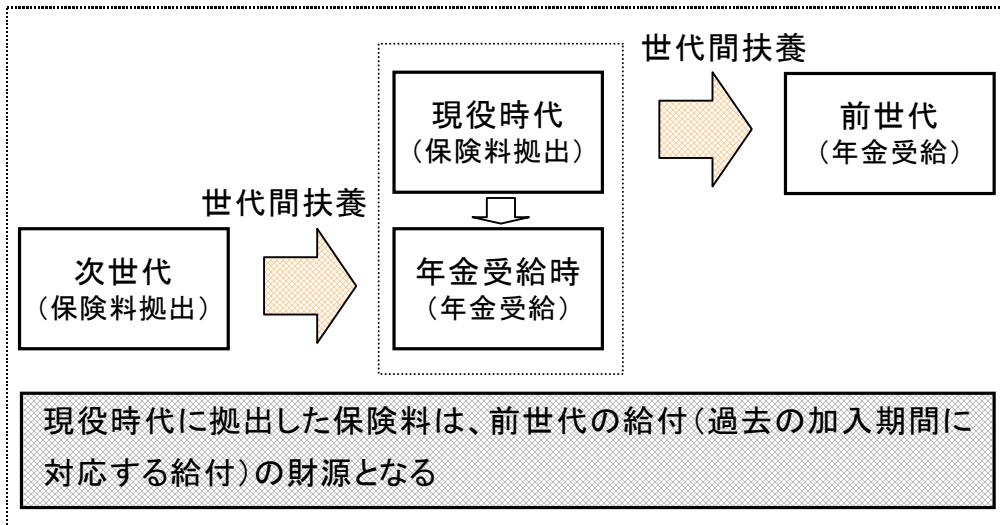 世代間扶養
現役時代
（保険料拠出）
前世代
（年金受給）
世代間扶養
次世代
（保険料拠出）
年金受給時
（年金受給）
現役時代に拠出した保険料は、前世代の給付（過去の加入期間に
対応する給付）の財源となる